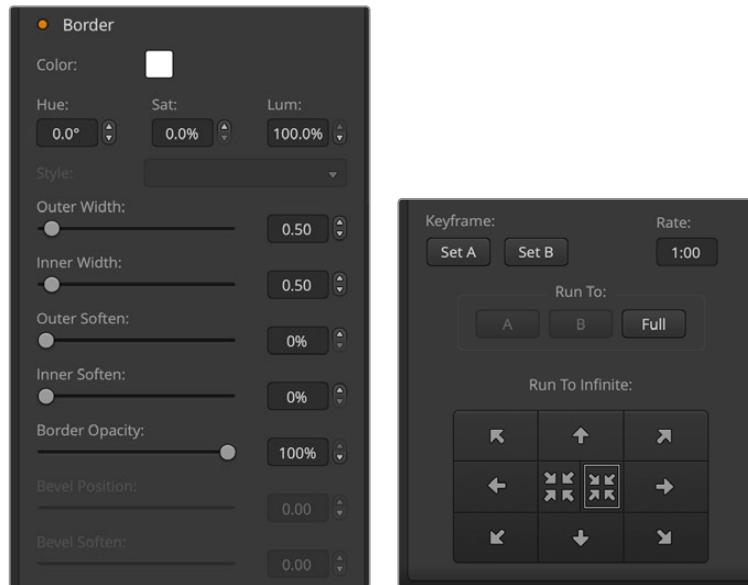 Border
Color:
Hue: Sat: Lum:
0.0° 0.0% 100.0%
Style:
Outer Width:
0.50
Inner Width:
0.50
Outer Soften:
0%
Inner Soften:
0%
Border Opacity:
100%
Bevel Position:
0.00
Bevel Soften:
0.00
Keyframe: Rate:
Set A Set B 1:00
Run To:
A B Full
Run To Infinite: